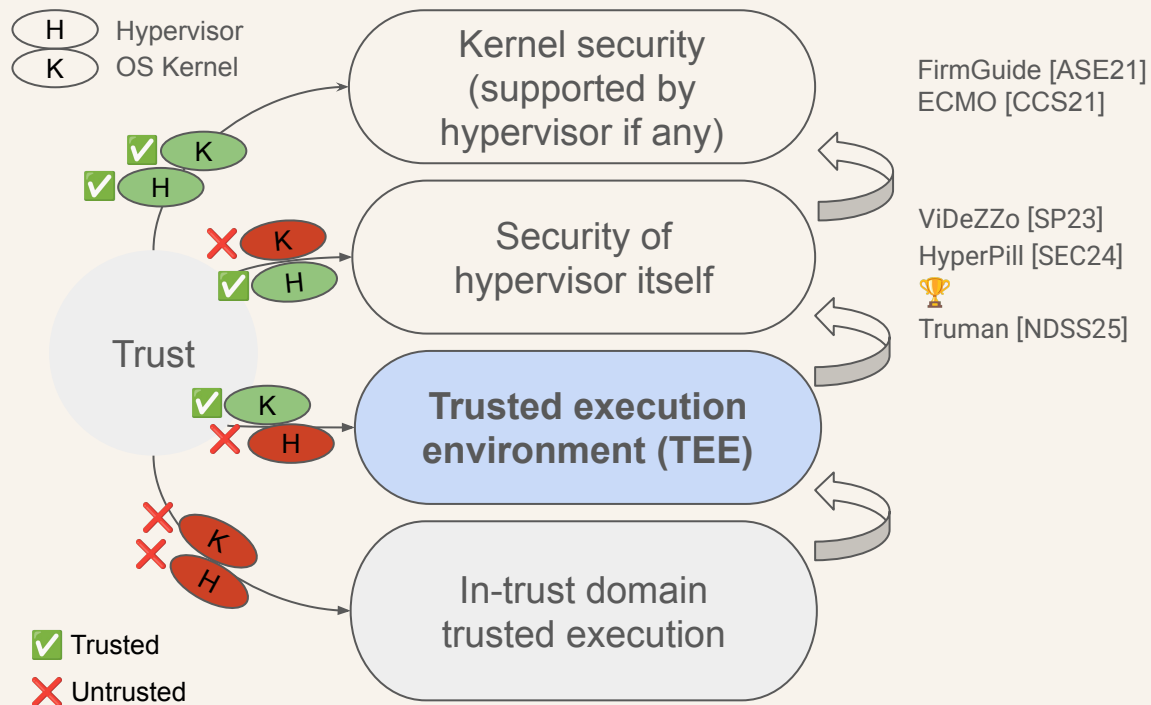 H
Hypervisor
K
OS Kernel
Kernel security
(supported by
hypervisor if any)
FirmGuide [ASE21]
ECMO [CCS21]
K
H
Security of
hypervisor itself
K
H
ViDeZZo [SP23]
HyperPill [SEC24]
Truman [NDSS25]
Trust
Trusted execution
environment (TEE)
K
H
In-trust domain
trusted execution
K
H
Trusted
Untrusted